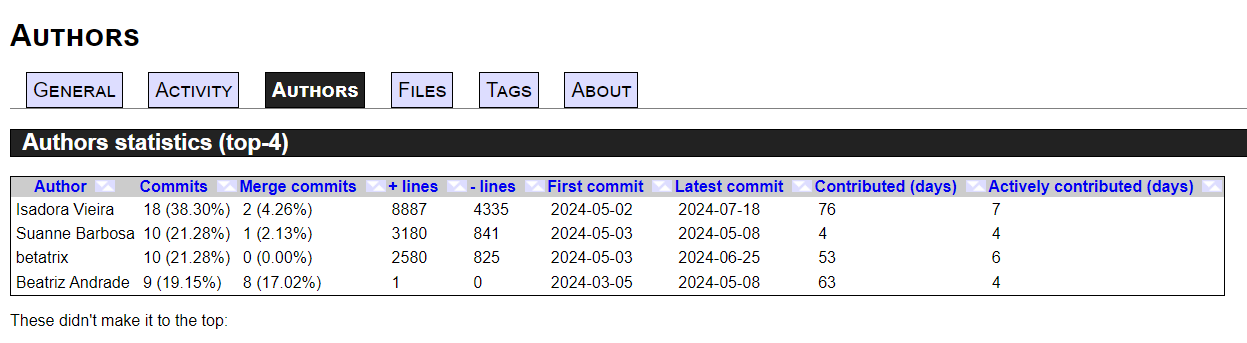 AUTHORS
GENERAL ACTIVITY AUTHORS FILES TAGS ABOUT
Authors statistics (top-4)
Author Commits Merge commits + lines - lines First commit Latest commit Contributed (days) Actively contributed (days)
Isadora Vieira 18 (38.30%) 2 (4.26%) 8887 4335 2024-05-02 2024-07-18 76 7
Suanne Barbosa 10 (21.28%) 1 (2.13%) 3180 841 2024-05-03 2024-05-08 4 4
betatrix 10 (21.28%) 0 (0.00%) 2580 825 2024-05-03 2024-06-25 53 6
Beatriz Andrade 9 (19.15%) 8 (17.02%) 1 0 2024-03-05 2024-05-08 63 4
These didn't make it to the top: